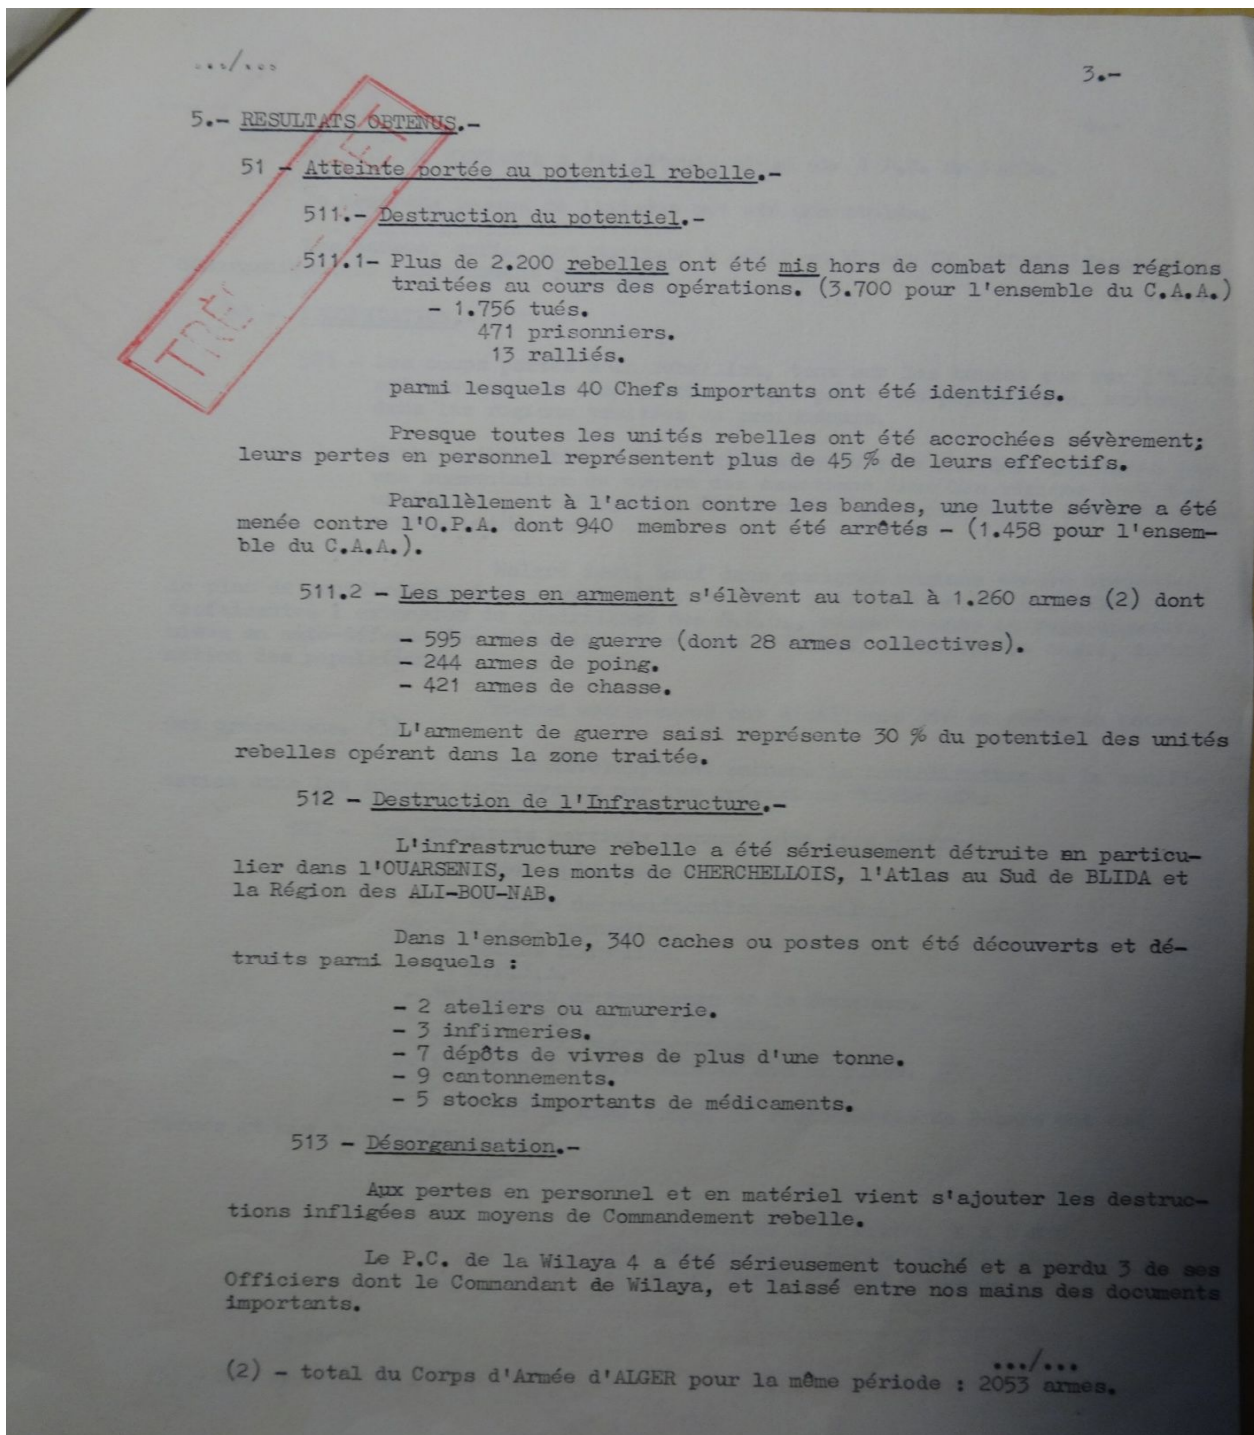 .../...
3.-
5.- RESULTATS OBTENUS.-
51 - Atteinte portée au potentiel rebelle.-
511.- Destruction du potentiel.-
511.1- Plus de 2.200 rebelles ont été mis hors de combat dans les régions
traitées au cours des opérations. (3.700 pour l'ensemble du C.A.A.)
- 1.756 tués.
471 prisonniers.
13 ralliés.
parmi lesquels 40 Chefs importants ont été identifiés.
Presque toutes les unités rebelles ont été accrochées sévèrement;
leurs pertes en personnel représentent plus de 45 % de leurs effectifs.
Parallèlement à l'action contre les bandes, une lutte sévère a été
menée contre l'O.P.A. dont 940 membres ont été arrêtés - (1.458 pour l'ensem-
ble du C.A.A.).
511.2 - Les pertes en armement s'élèvent au total à 1.260 armes (2) dont
- 595 armes de guerre (dont 28 armes collectives).
- 244 armes de poing.
- 421 armes de chasse.
L'armement de guerre saisi représente 30 % du potentiel des unités
rebelles opérant dans la zone traitée.
512 - Destruction de l'Infrastructure.-
L'infrastructure rebelle a été sérieusement détruite en particu-
lier dans l'OUARSENIS, les monts de CHERCHELLOIS, l'Atlas au Sud de BLIDA et
la Région des ALI-BOU-NAB.
Dans l'ensemble, 340 caches ou postes ont été découverts et dé-
truits parmi lesquels :
- 2 ateliers ou armurerie.
- 3 infirmeries.
- 7 dépôts de vivres de plus d'une tonne.
- 9 cantonnements.
- 5 stocks importants de médicaments.
513 - Désorganisation.-
Aux pertes en personnel et en matériel vient s'ajouter les destruc-
tions infligées aux moyens de Commandement rebelle.
Le P.C. de la Wilaya 4 a été sérieusement touché et a perdu 3 de ses
Officiers dont le Commandant de Wilaya, et laissé entre nos mains des documents
importants.
.../...
(2) - total du Corps d'Armée d'ALGER pour la même période : 2053 armes.